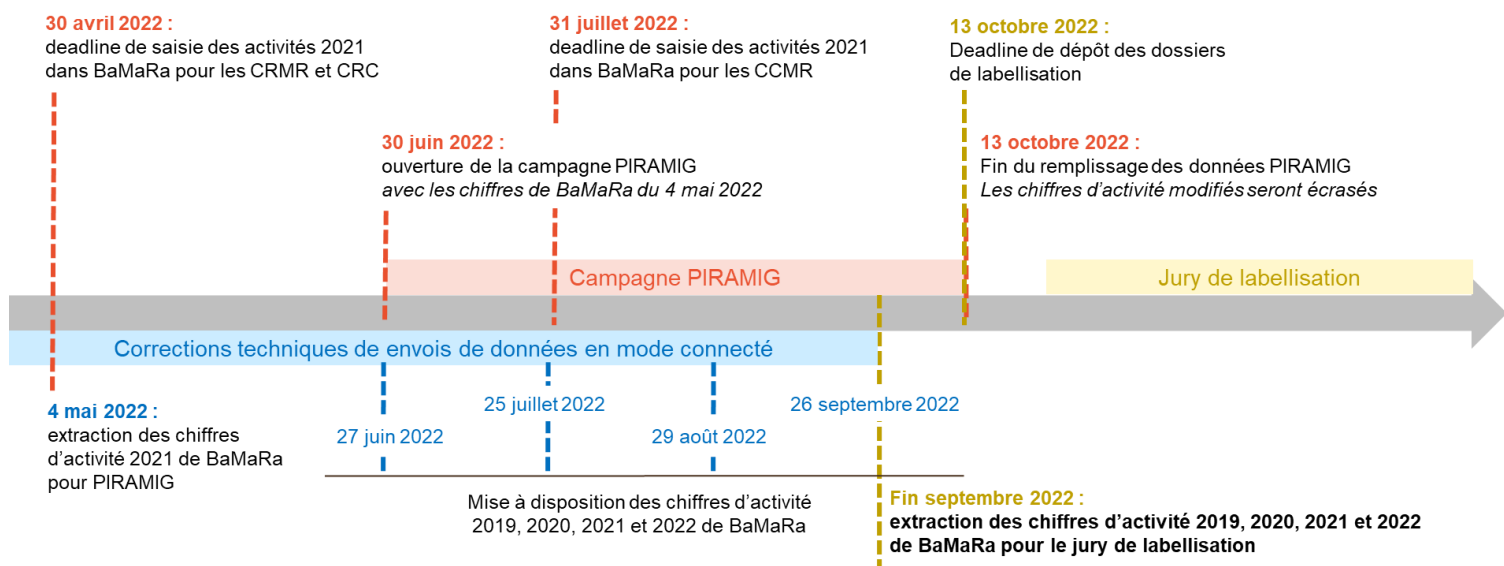 30 avril 2022 :
deadline de saisie des activités 2021
dans BaMaRa pour les CRMR et CRC
31 juillet 2022 :
deadline de saisie des activités 2021
dans BaMaRa pour les CCMR
13 octobre 2022 :
Deadline de dépôt des dossiers
de labellisation
30 juin 2022 :
ouverture de la campagne PIRAMIG
avec les chiffres de BaMaRa du 4 mai 2022
13 octobre 2022 :
Fin du remplissage des données PIRAMIG
Les chiffres d'activité modifiés seront écrasés
Campagne PIRAMIG
Jury de labellisation
Corrections techniques de envois de données en mode connecté
4 mai 2022 :
extraction des chiffres
d'activité 2021 de BaMaRa
pour PIRAMIG
27 juin 2022
25 juillet 2022
29 août 2022
26 septembre 2022
Mise à disposition des chiffres d'activité
2019, 2020, 2021 et 2022 de BaMaRa
Fin septembre 2022 :
extraction des chiffres d'activité 2019, 2020, 2021 et 2022
de BaMaRa pour le jury de labellisation